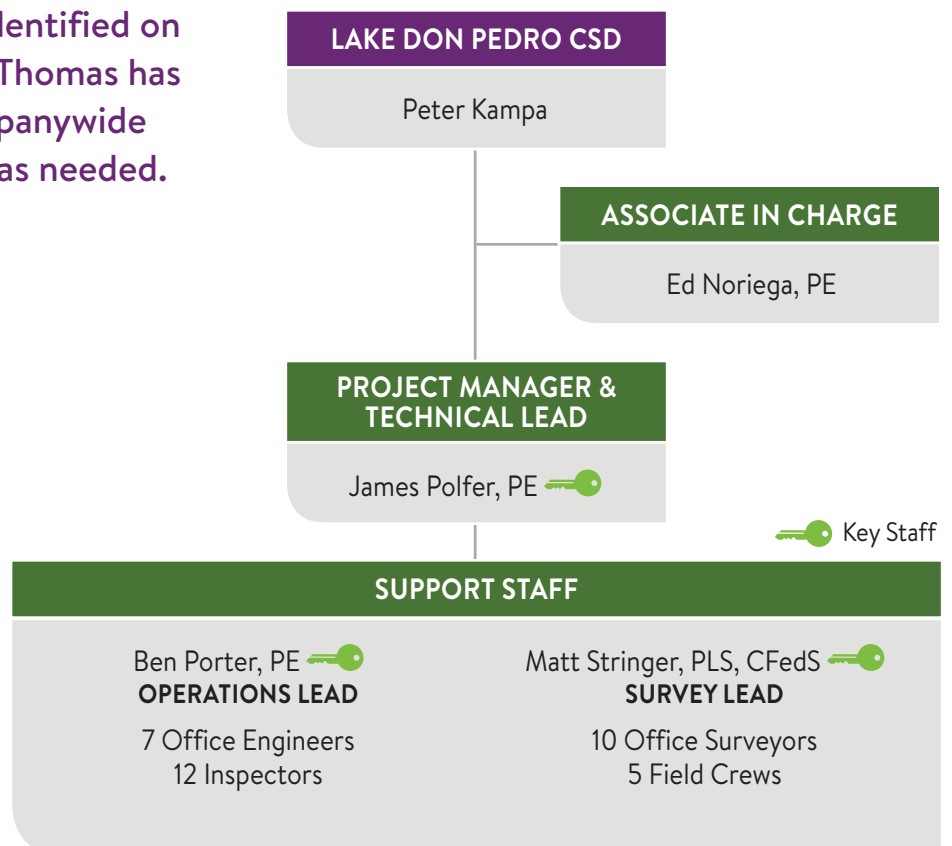 dentified on
Thomas has
panywide
as needed.
LAKE DON PEDRO CSD
Peter Kampa
ASSOCIATE IN CHARGE
Ed Noriega, PE
PROJECT MANAGER &
TECHNICAL LEAD
James Polfer, PE
Key Staff
SUPPORT STAFF
Ben Porter, PE
OPERATIONS LEAD
7 Office Engineers
12 Inspectors
Matt Stringer, PLS, CFedS
SURVEY LEAD
10 Office Surveyors
5 Field Crews